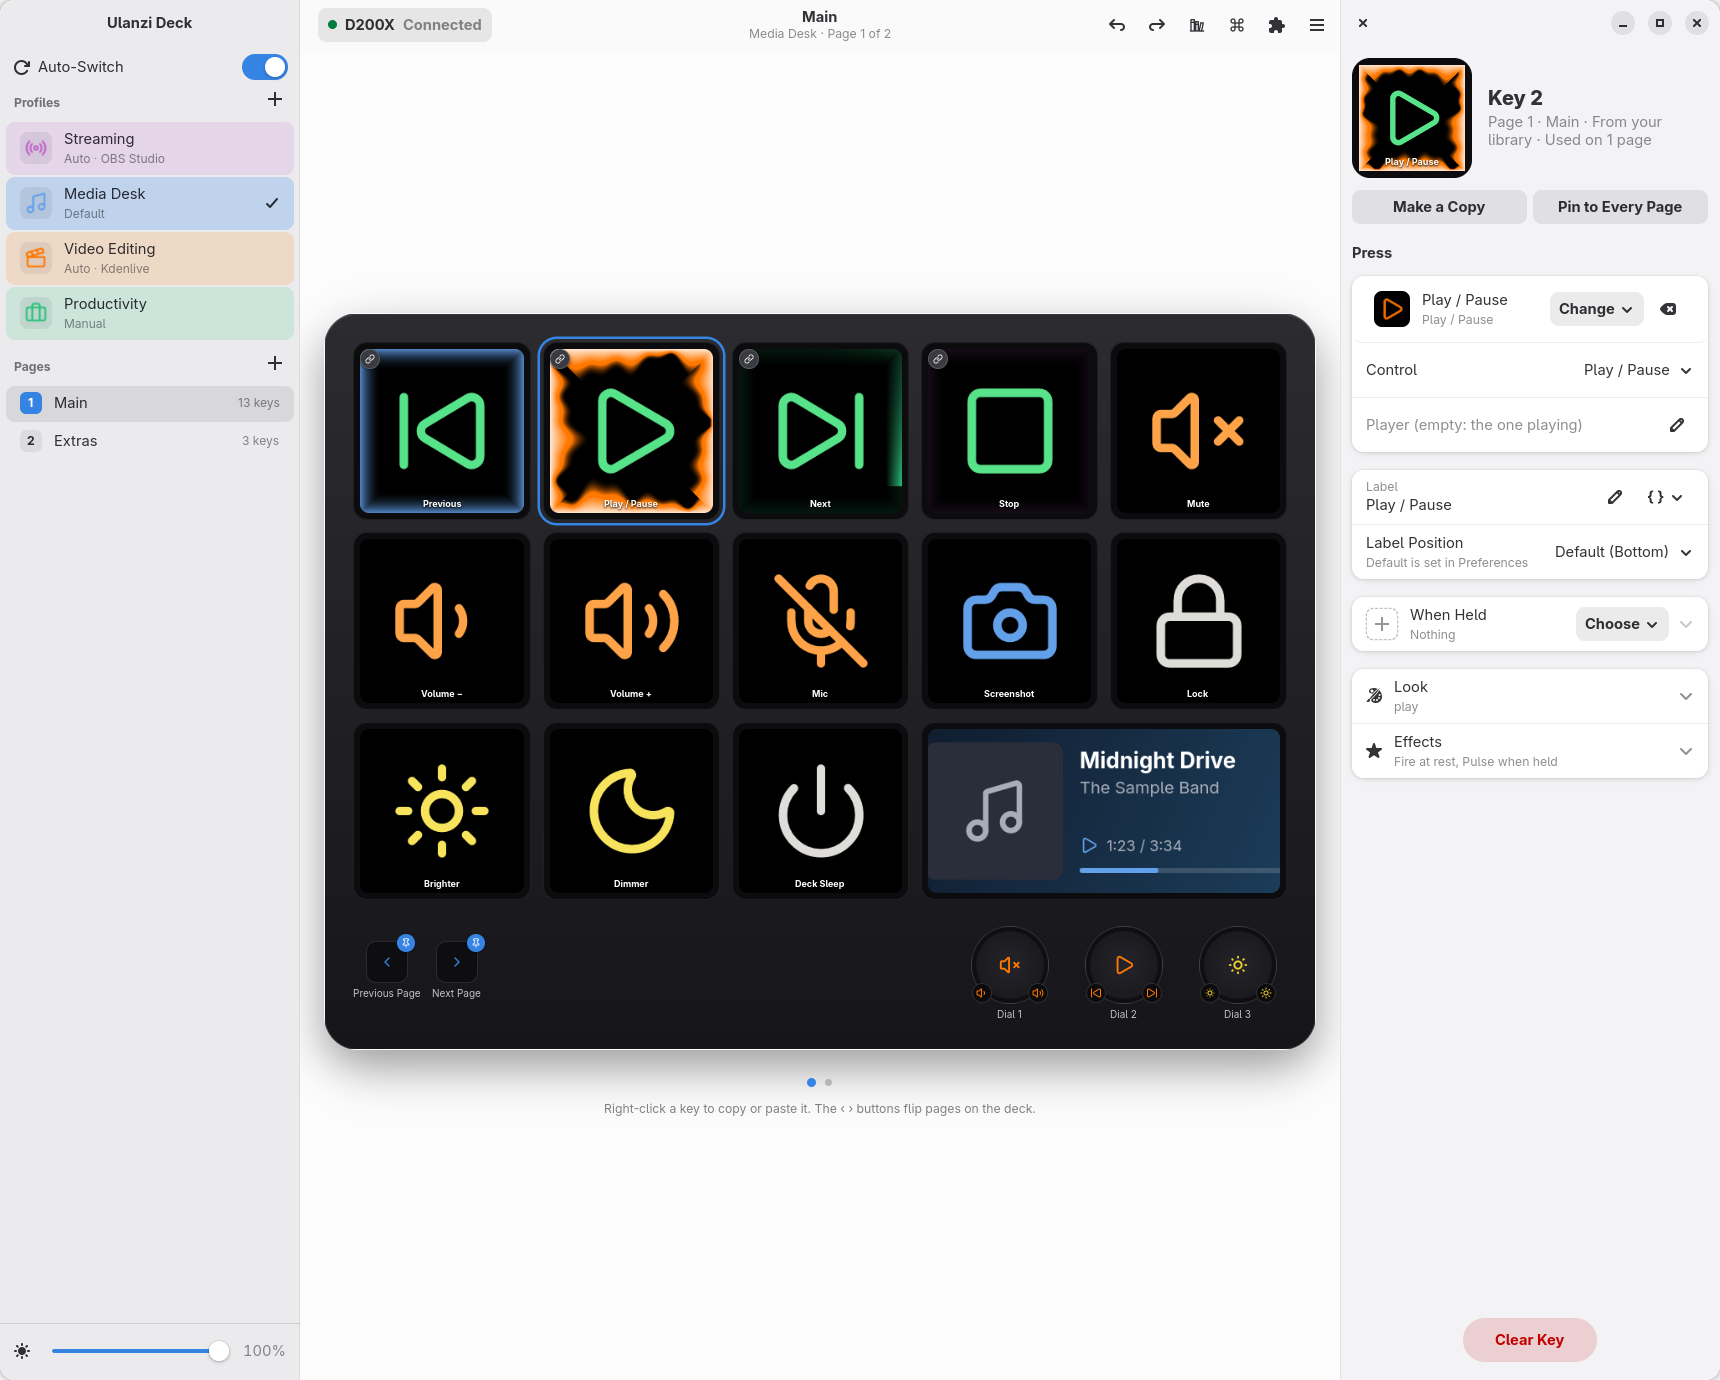 Ulanzi Deck
Auto-Switch
Profiles
Streaming
Auto · OBS Studio
Media Desk
Default
Video Editing
Auto · Kdenlive
Productivity
Manual
Pages
1 Main 13 keys
2 Extras 3 keys
100%
D200X Connected
Main
Media Desk · Page 1 of 2
Previous
Play / Pause
Next
Stop
Mute
Volume −
Volume +
Mic
Screenshot
Lock
Brighter
Dimmer
Deck Sleep
Midnight Drive
The Sample Band
1:23 / 3:34
Previous Page
Next Page
Dial 1
Dial 2
Dial 3
Right-click a key to copy or paste it. The ‹ › buttons flip pages on the deck.
Play / Pause
Key 2
Page 1 · Main · From your
library · Used on 1 page
Make a Copy
Pin to Every Page
Press
Play / Pause
Play / Pause
Change
Control
Play / Pause
Player (empty: the one playing)
Label
Play / Pause
{ }
Label Position
Default is set in Preferences
Default (Bottom)
When Held
Nothing
Choose
Look
play
Effects
Fire at rest, Pulse when held
Clear Key